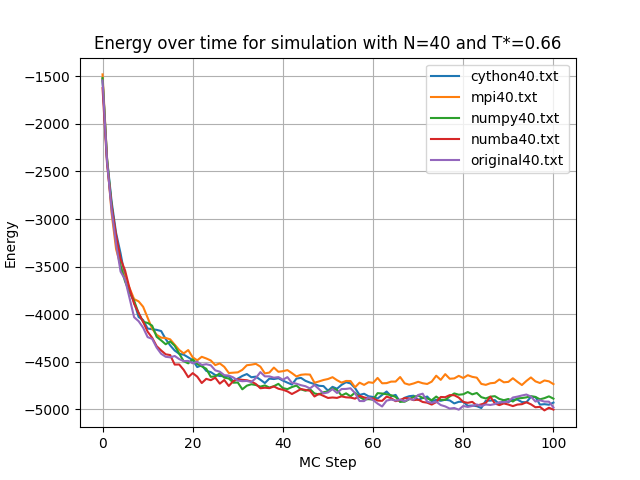 Energy over time for simulation with N=40 and T*=0.66
cython40.txt
mpi40.txt
numpy40.txt
numba40.txt
original40.txt
Energy
−1500
−2000
−2500
−3000
−3500
−4000
−4500
−5000
0 20 40 60 80 100
MC Step